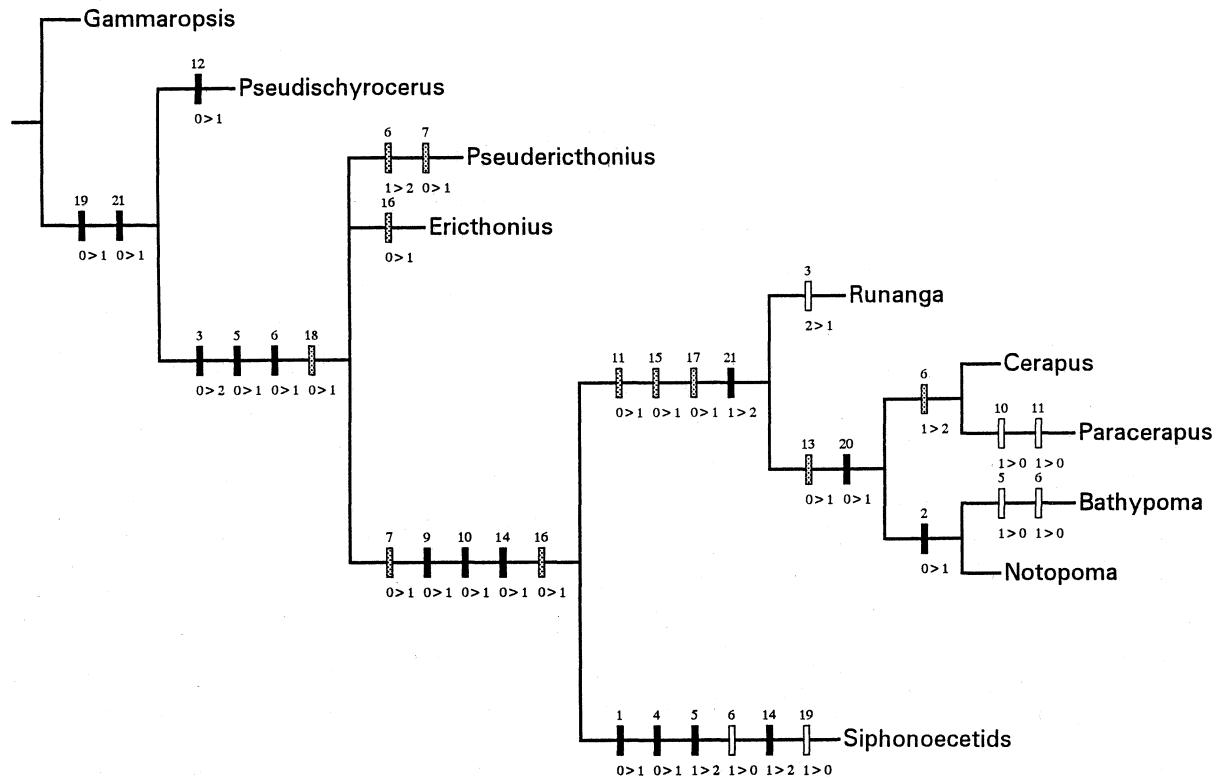 Gammaropsis
12
Pseudischyrocerus
0>1
6 7
Pseudericthonius
1>2 0>1
19 21
16
Ericthonius
0>1 0>1
0>1
3
Runanga
2>1
3 5 6 18
0>2 0>1 0>1 0>1
11 15 17 21
0>1 0>1 0>1 1>2
6
Cerapus
1>2
10 11
Paracerapus
1>0 1>0
13 20
0>1 0>1
5 6
Bathypoma
1>0 1>0
2
0>1
Notopoma
7 9 10 14 16
0>1 0>1 0>1 0>1 0>1
1 4 5 6 14 19
Siphonoecetids
0>1 0>1 1>2 1>0 1>2 1>0